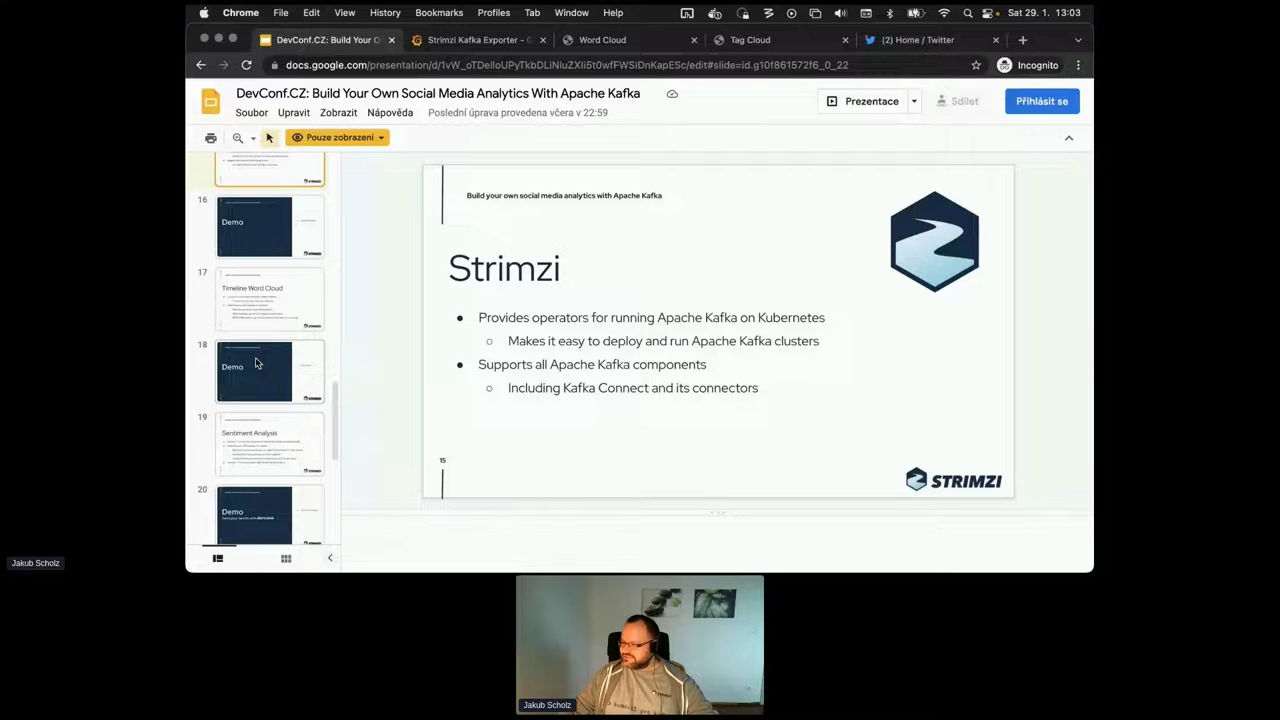 Chrome File Edit View History Bookmarks Profiles Tab Window Help Sat 29. 1. 13:03
DevConf.CZ: Build Your O Strimzi Kafka Exporter - G Word Cloud Tag Cloud (2) Home / Twitter
docs.google.com/presentation/d/1vW_oTDelloUPyTkbDLiNluZXIi5t0wfFWSiDnKapESc/edit#slide=id.g10f861572f6_0_22 Incognito
DevConf.CZ: Build Your Own Social Media Analytics With Apache Kafka
Soubor Upravit Zobrazit Nápověda Poslední úprava provedena včera v 22:59
Prezentace Sdílet Přihlásit se
Pouze zobrazení
STRIMZI
16
Demo
STRIMZI
17
Timeline Word Cloud
STRIMZI
18
Demo
STRIMZI
19
Sentiment Analysis
STRIMZI
20
Demo
Build your own social media analytics with Apache Kafka
Strimzi
● Provides operators for running Apache Kafka on Kubernetes
○ Makes it easy to deploy and run Apache Kafka clusters
● Supports all Apache Kafka components
○ Including Kafka Connect and its connectors
15
STRIMZI
Jakub Scholz
Jakub Scholz